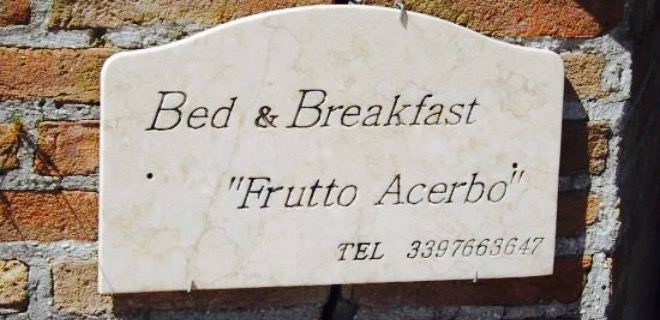 Bed & Breakfast
"Frutto Acerbo"
TEL 3397663647